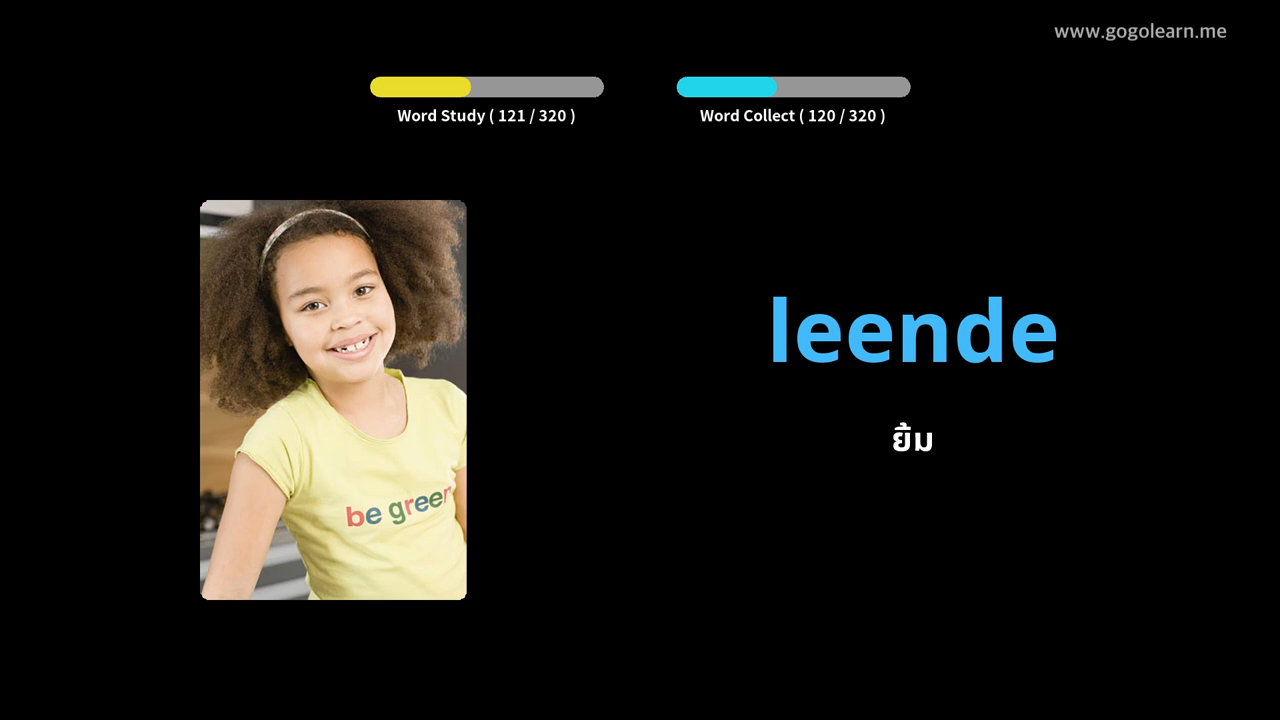 www.gogolearn.me
Word Study ( 121 / 320 )
Word Collect ( 120 / 320 )
leende
ยิ้ม
be green